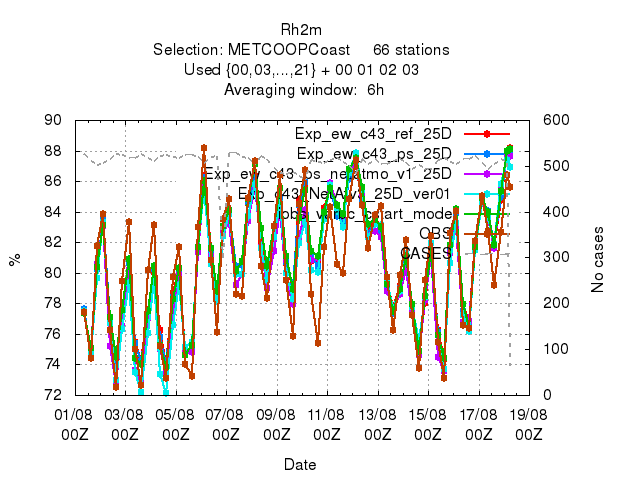 Rh2m
Selection: METCOOPCoast 66 stations
Used {00,03,...,21} + 00 01 02 03
Averaging window: 6h
90 600
88 500
86
84 400
82 300
80
78 200
76
74 100
72 0
%
No cases
Exp_ew_c43_ref_25D
Exp_ew_c43_ps_25D
Exp_ew_c43_ps_netatmo_v1_25D
OBS
CASES
01/08 03/08 05/08 07/08 09/08 11/08 13/08 15/08 17/08 19/08
00Z 00Z 00Z 00Z 00Z 00Z 00Z 00Z 00Z 00Z
Date